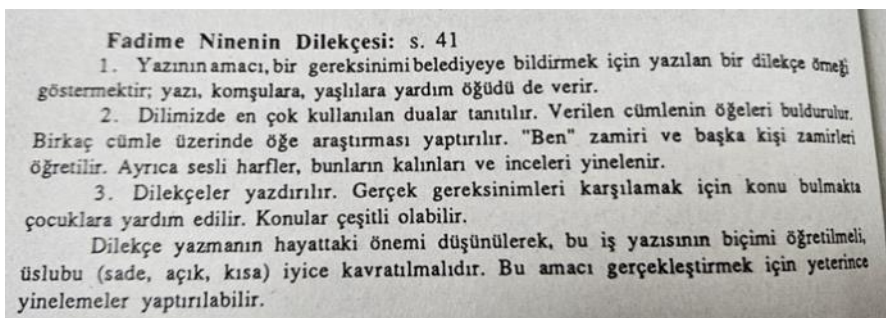 Fadime Ninenin Dilekçesi: s. 41
1. Yazının amacı, bir gereksinimi belediyeye bildirmek için yazılan bir dilekçe örneği
göstermektir; yazı, komşulara, yaşlılara yardım öğüdü de verir.
2. Dilimizde en çok kullanılan dualar tanıtılır. Verilen cümlenin öğeleri buldurulur.
Birkaç cümle üzerinde öğe araştırması yaptırılır. "Ben" zamiri ve başka kişi zamirleri
öğretilir. Ayrıca sesli harfler, bunların kalınları ve inceleri yinelenir.
3. Dilekçeler yazdırılır. Gerçek gereksinimleri karşılamak için konu bulmakta
çocuklara yardım edilir. Konular çeşitli olabilir.
Dilekçe yazmanın hayattaki önemi düşünülerek, bu iş yazısının biçimi öğretilmeli,
üslubu (sade, açık, kısa) iyice kavratılmalıdır. Bu amacı gerçekleştirmek için yeterince
yinelemeler yaptırılabilir.